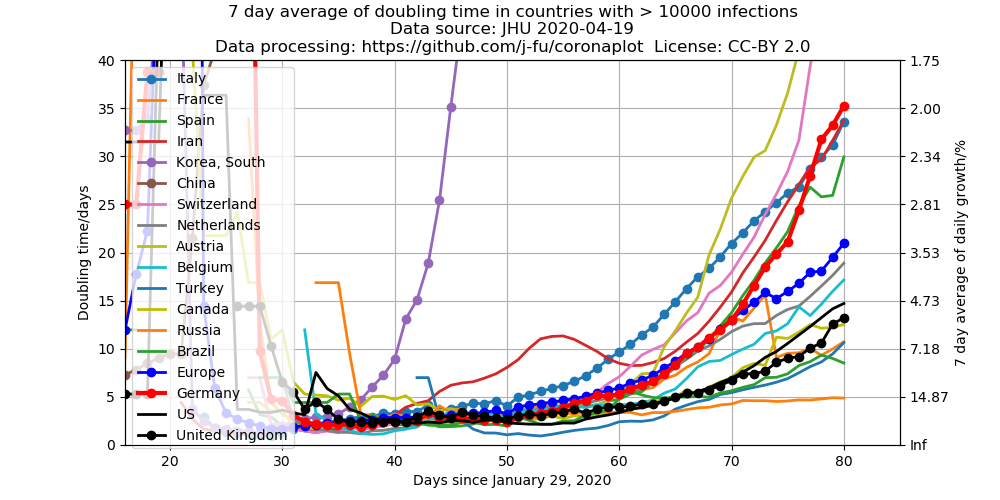 7 day average of doubling time in countries with > 10000 infections
Data source: JHU 2020-04-19
Data processing: https://github.com/j-fu/coronaplot License: CC-BY 2.0
40
35
30
25
20
15
10
5
0
Doubling time/days
Italy
France
Spain
Iran
Korea, South
China
Switzerland
Netherlands
Austria
Belgium
Turkey
Canada
Russia
Brazil
Europe
Germany
US
United Kingdom
1.75
2.00
2.34
2.81
3.53
4.73
7.18
14.87
Inf
7 day average of daily growth/%
20 30 40 50 60 70 80
Days since January 29, 2020